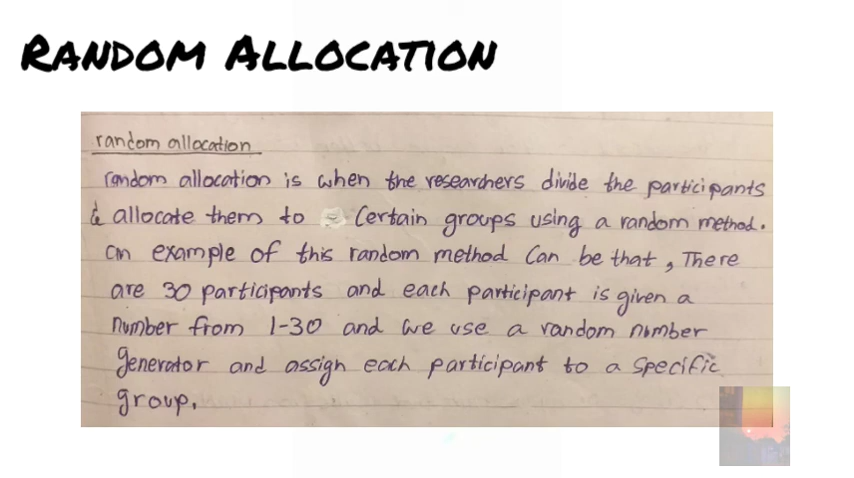 RANDOM ALLOCATION
random allocation
random allocation is when the researchers divide the participants
& allocate them to certain groups using a random method.
an example of this random method can be that, There
are 30 participants and each participant is given a
number from 1-30 and we use a random number
generator and assign each participant to a specific
group.